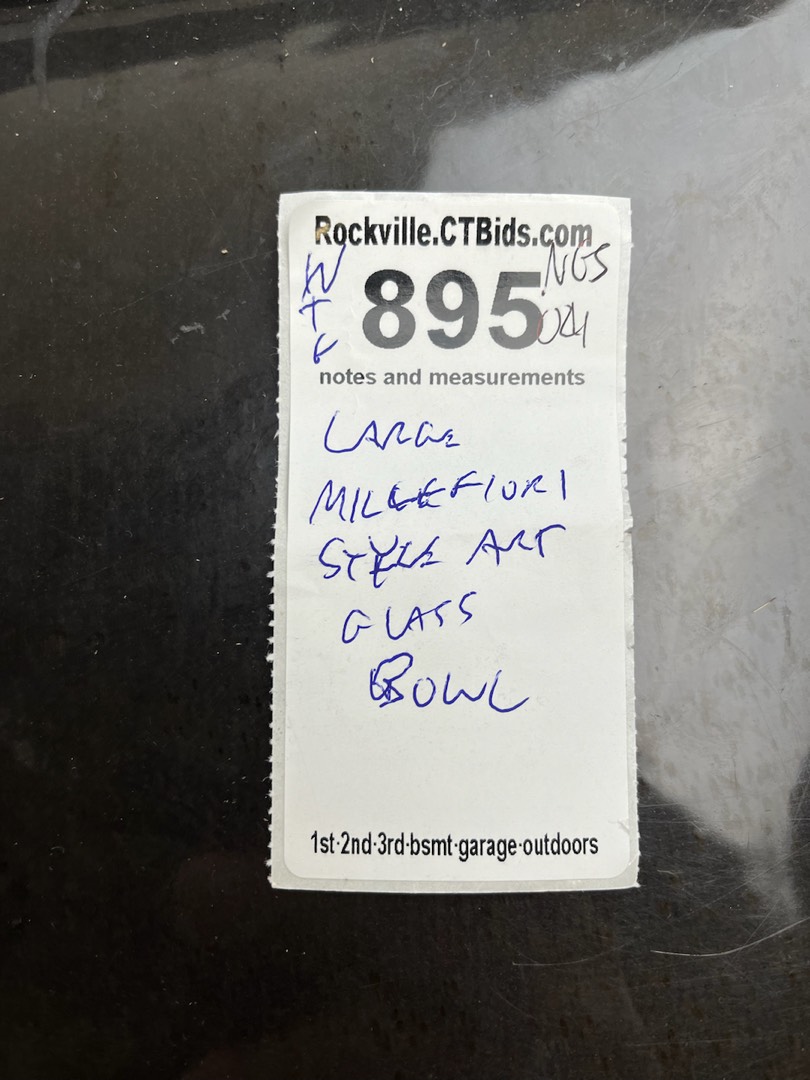 Rockville.CTBids.com
895
NGS
notes and measurements
LARGE
MILLEFIORI
STYLE ART
GLASS
BOWL
1st·2nd·3rd·bsmt·garage·outdoors